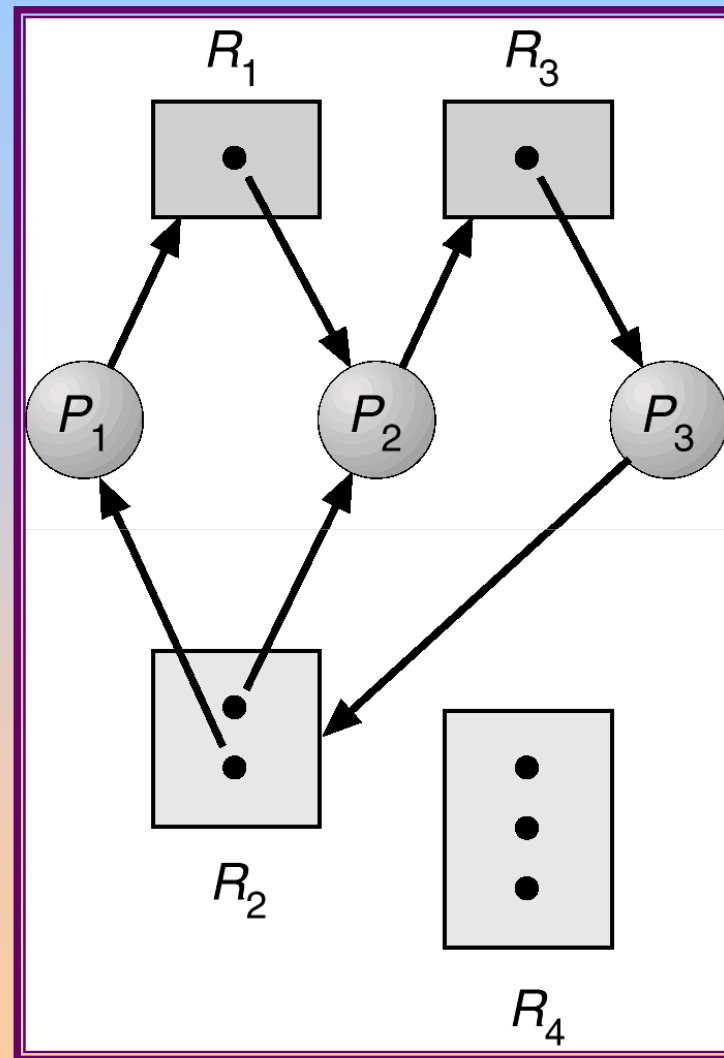 R₁ R₃
P₁ P₂ P₃
R₂
R₄